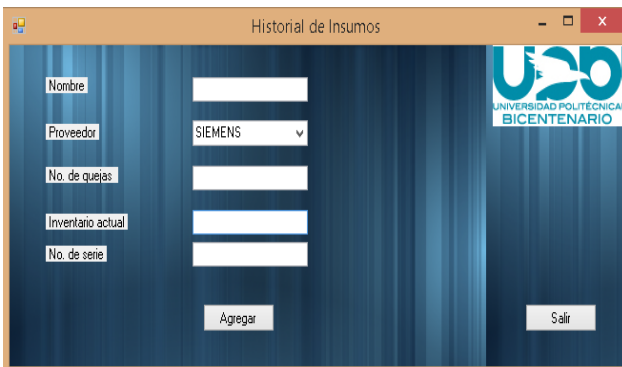 Historial de Insumos
UPB
UNIVERSIDAD POLITÉCNICA
BICENTENARIO
Nombre
Proveedor
SIEMENS
No. de quejas
Inventario actual
No. de serie
Agregar
Salir